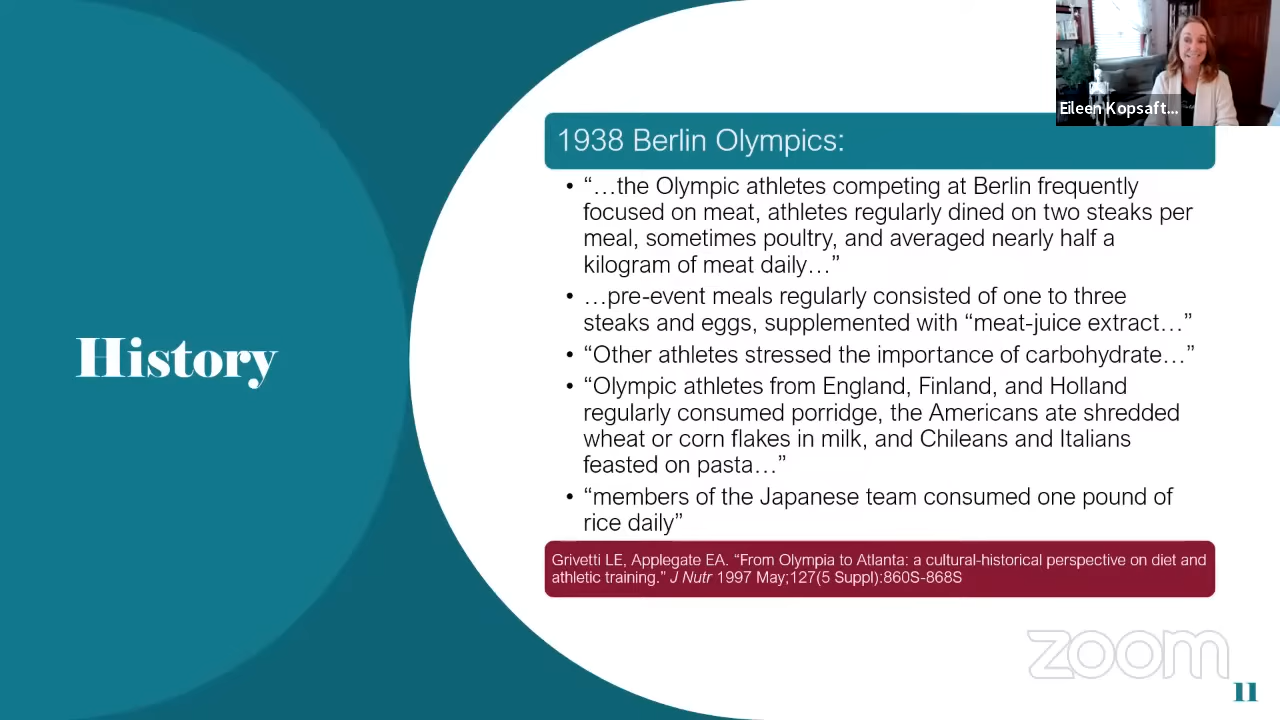 Eileen Kopsaft...
1938 Berlin Olympics:
• “…the Olympic athletes competing at Berlin frequently
focused on meat, athletes regularly dined on two steaks per
meal, sometimes poultry, and averaged nearly half a
kilogram of meat daily…”
• …pre-event meals regularly consisted of one to three
steaks and eggs, supplemented with “meat-juice extract…”
• “Other athletes stressed the importance of carbohydrate…”
• “Olympic athletes from England, Finland, and Holland
regularly consumed porridge, the Americans ate shredded
wheat or corn flakes in milk, and Chileans and Italians
feasted on pasta…”
• “members of the Japanese team consumed one pound of
rice daily”
History
Grivetti LE, Applegate EA. “From Olympia to Atlanta: a cultural-historical perspective on diet and
athletic training.” J Nutr 1997 May;127(5 Suppl):860S-868S
zoom
11